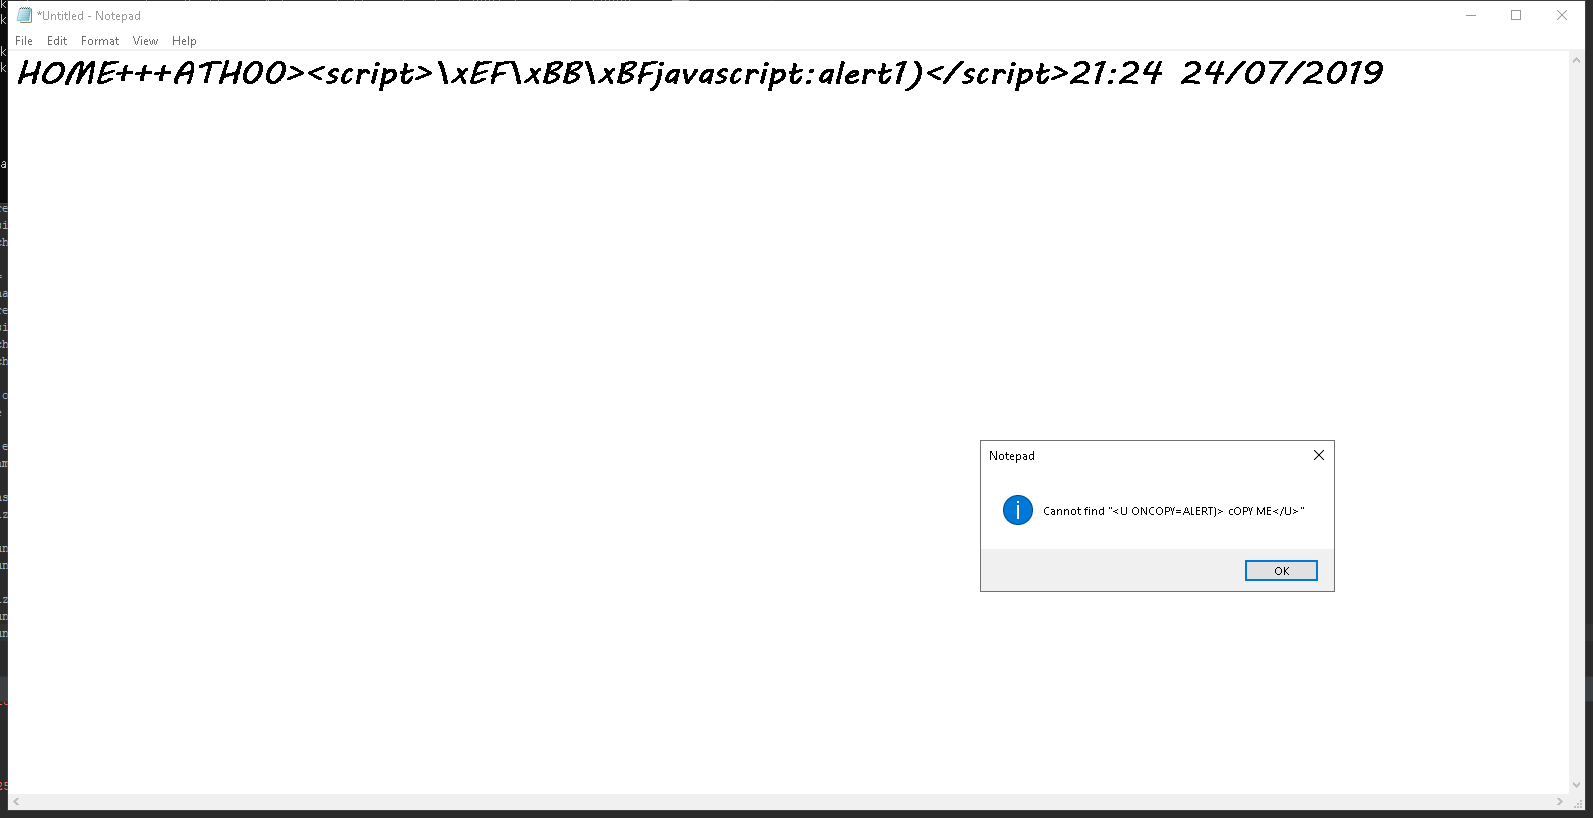 *Untitled - Notepad
File Edit Format View Help
HOME+++ATHOO><script>\xEF\xBB\xBFjavascript:alert1)</script>21:24 24/07/2019
Notepad
Cannot find "<U ONCOPY=ALERT)> cOPY ME</U>"
OK